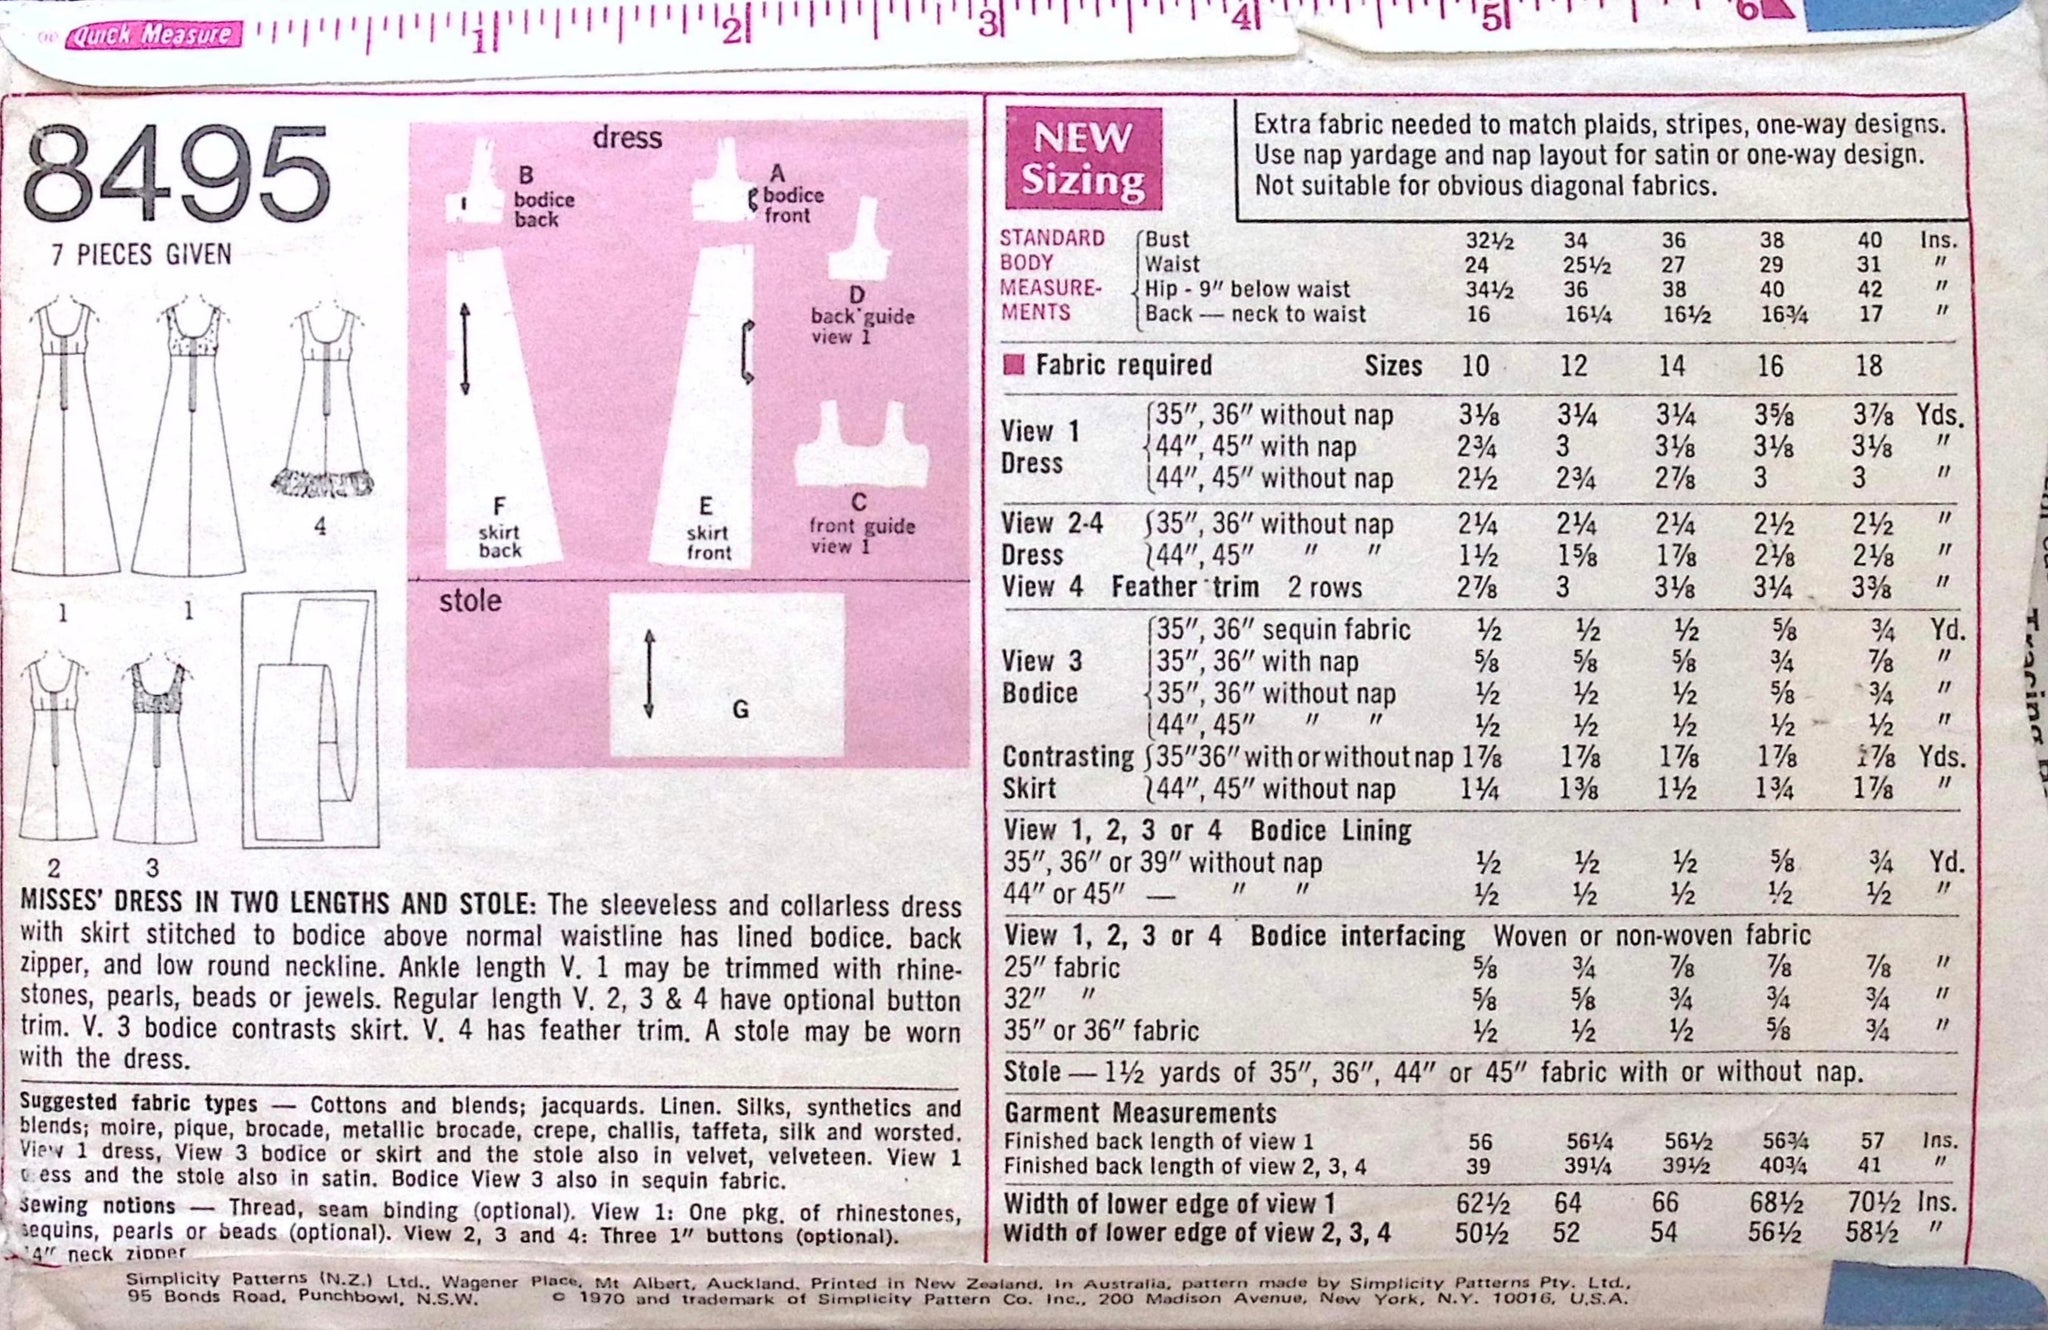 Quick Measure 1 2 3 4 5 6
8495
7 PIECES GIVEN
1
1
4
2
3
dress
B
bodice
back
A
bodice
front
D
back guide
view 1
C
front guide
view 1
F
skirt
back
E
skirt
front
stole
G
MISSES' DRESS IN TWO LENGTHS AND STOLE: The sleeveless and collarless dress
with skirt stitched to bodice above normal waistline has lined bodice. back
zipper, and low round neckline. Ankle length V. 1 may be trimmed with rhine-
stones, pearls, beads or jewels. Regular length V. 2, 3 & 4 have optional button
trim. V. 3 bodice contrasts skirt. V. 4 has feather trim. A stole may be worn
with the dress.
Suggested fabric types — Cottons and blends; jacquards. Linen. Silks, synthetics and
blends; moire, pique, brocade, metallic brocade, crepe, challis, taffeta, silk and worsted.
View 1 dress, View 3 bodice or skirt and the stole also in velvet, velveteen. View 1
ess and the stole also in satin. Bodice View 3 also in sequin fabric.
Sewing notions — Thread, seam binding (optional). View 1: One pkg. of rhinestones,
sequins, pearls or beads (optional). View 2, 3 and 4: Three 1" buttons (optional).
4" neck zipper
NEW
Sizing
Extra fabric needed to match plaids, stripes, one-way designs.
Use nap yardage and nap layout for satin or one-way design.
Not suitable for obvious diagonal fabrics.
STANDARD Bust 32½ 34 36 38 40 Ins.
BODY Waist 24 25½ 27 29 31 "
MEASURE- Hip - 9" below waist 34½ 36 38 40 42 "
MENTS Back — neck to waist 16 16¼ 16½ 16¾ 17 "
Fabric required Sizes 10 12 14 16 18
View 1 35", 36" without nap 3⅛ 3¼ 3¼ 3⅝ 3⅞ Yds.
44", 45" with nap 2¾ 3 3⅛ 3⅛ 3⅛ "
Dress 44", 45" without nap 2½ 2¾ 2⅞ 3 3 "
View 2-4 35", 36" without nap 2¼ 2¼ 2¼ 2½ 2½ "
Dress 44", 45" " " 1½ 1⅝ 1⅞ 2⅛ 2⅛ "
View 4 Feather trim 2 rows 2⅞ 3 3⅛ 3¼ 3⅜ "
35", 36" sequin fabric ½ ½ ½ ⅝ ¾ Yd.
View 3 35", 36" with nap ⅝ ⅝ ⅝ ¾ ⅞ "
Bodice 35", 36" without nap ½ ½ ½ ⅝ ¾ "
44", 45" " " ½ ½ ½ ½ ½ "
Contrasting 35"36" with or without nap 1⅞ 1⅞ 1⅞ 1⅞ 1⅞ Yds.
Skirt 44", 45" without nap 1¼ 1⅜ 1½ 1¾ 1⅞ "
View 1, 2, 3 or 4 Bodice Lining
35", 36" or 39" without nap ½ ½ ½ ⅝ ¾ Yd.
44" or 45" — " " ½ ½ ½ ½ ½ "
View 1, 2, 3 or 4 Bodice interfacing Woven or non-woven fabric
25" fabric ⅝ ¾ ⅞ ⅞ ⅞ "
32" " ⅝ ⅝ ¾ ¾ ¾ "
35" or 36" fabric ½ ½ ½ ⅝ ¾ "
Stole — 1½ yards of 35", 36", 44" or 45" fabric with or without nap.
Garment Measurements
Finished back length of view 1 56 56¼ 56½ 56¾ 57 Ins.
Finished back length of view 2, 3, 4 39 39¼ 39½ 40¾ 41 "
Width of lower edge of view 1 62½ 64 66 68½ 70½ Ins.
Width of lower edge of view 2, 3, 4 50½ 52 54 56½ 58½ "
Simplicity Patterns (N.Z.) Ltd., Wagener Place, Mt Albert, Auckland. Printed in New Zealand. In Australia, pattern made by Simplicity Patterns Pty. Ltd.,
95 Bonds Road, Punchbowl, N.S.W. © 1970 and trademark of Simplicity Pattern Co. Inc., 200 Madison Avenue, New York, N.Y. 10016, U.S.A.
Tracing